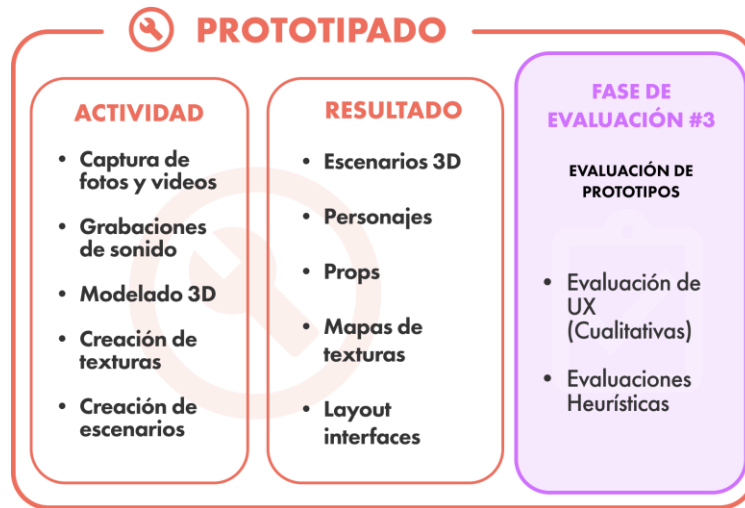 PROTOTIPADO
ACTIVIDAD
• Captura de
fotos y videos
• Grabaciones
de sonido
• Modelado 3D
• Creación de
texturas
• Creación de
escenarios
RESULTADO
• Escenarios 3D
• Personajes
• Props
• Mapas de
texturas
• Layout
interfaces
FASE DE
EVALUACIÓN #3
EVALUACIÓN DE
PROTOTIPOS
• Evaluación de
UX
(Cualitativas)
• Evaluaciones
Heurísticas